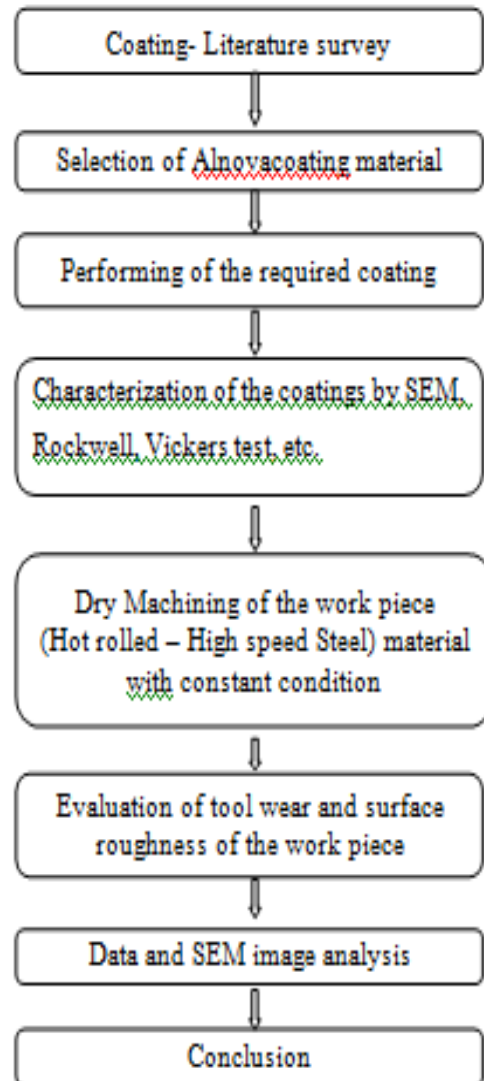 Coating- Literature survey
Selection of Alnovacoating material
Performing of the required coating
Characterization of the coatings by SEM,
Rockwell, Vickers test, etc.
Dry Machining of the work piece
(Hot rolled – High speed Steel) material
with constant condition
Evaluation of tool wear and surface
roughness of the work piece
Data and SEM image analysis
Conclusion